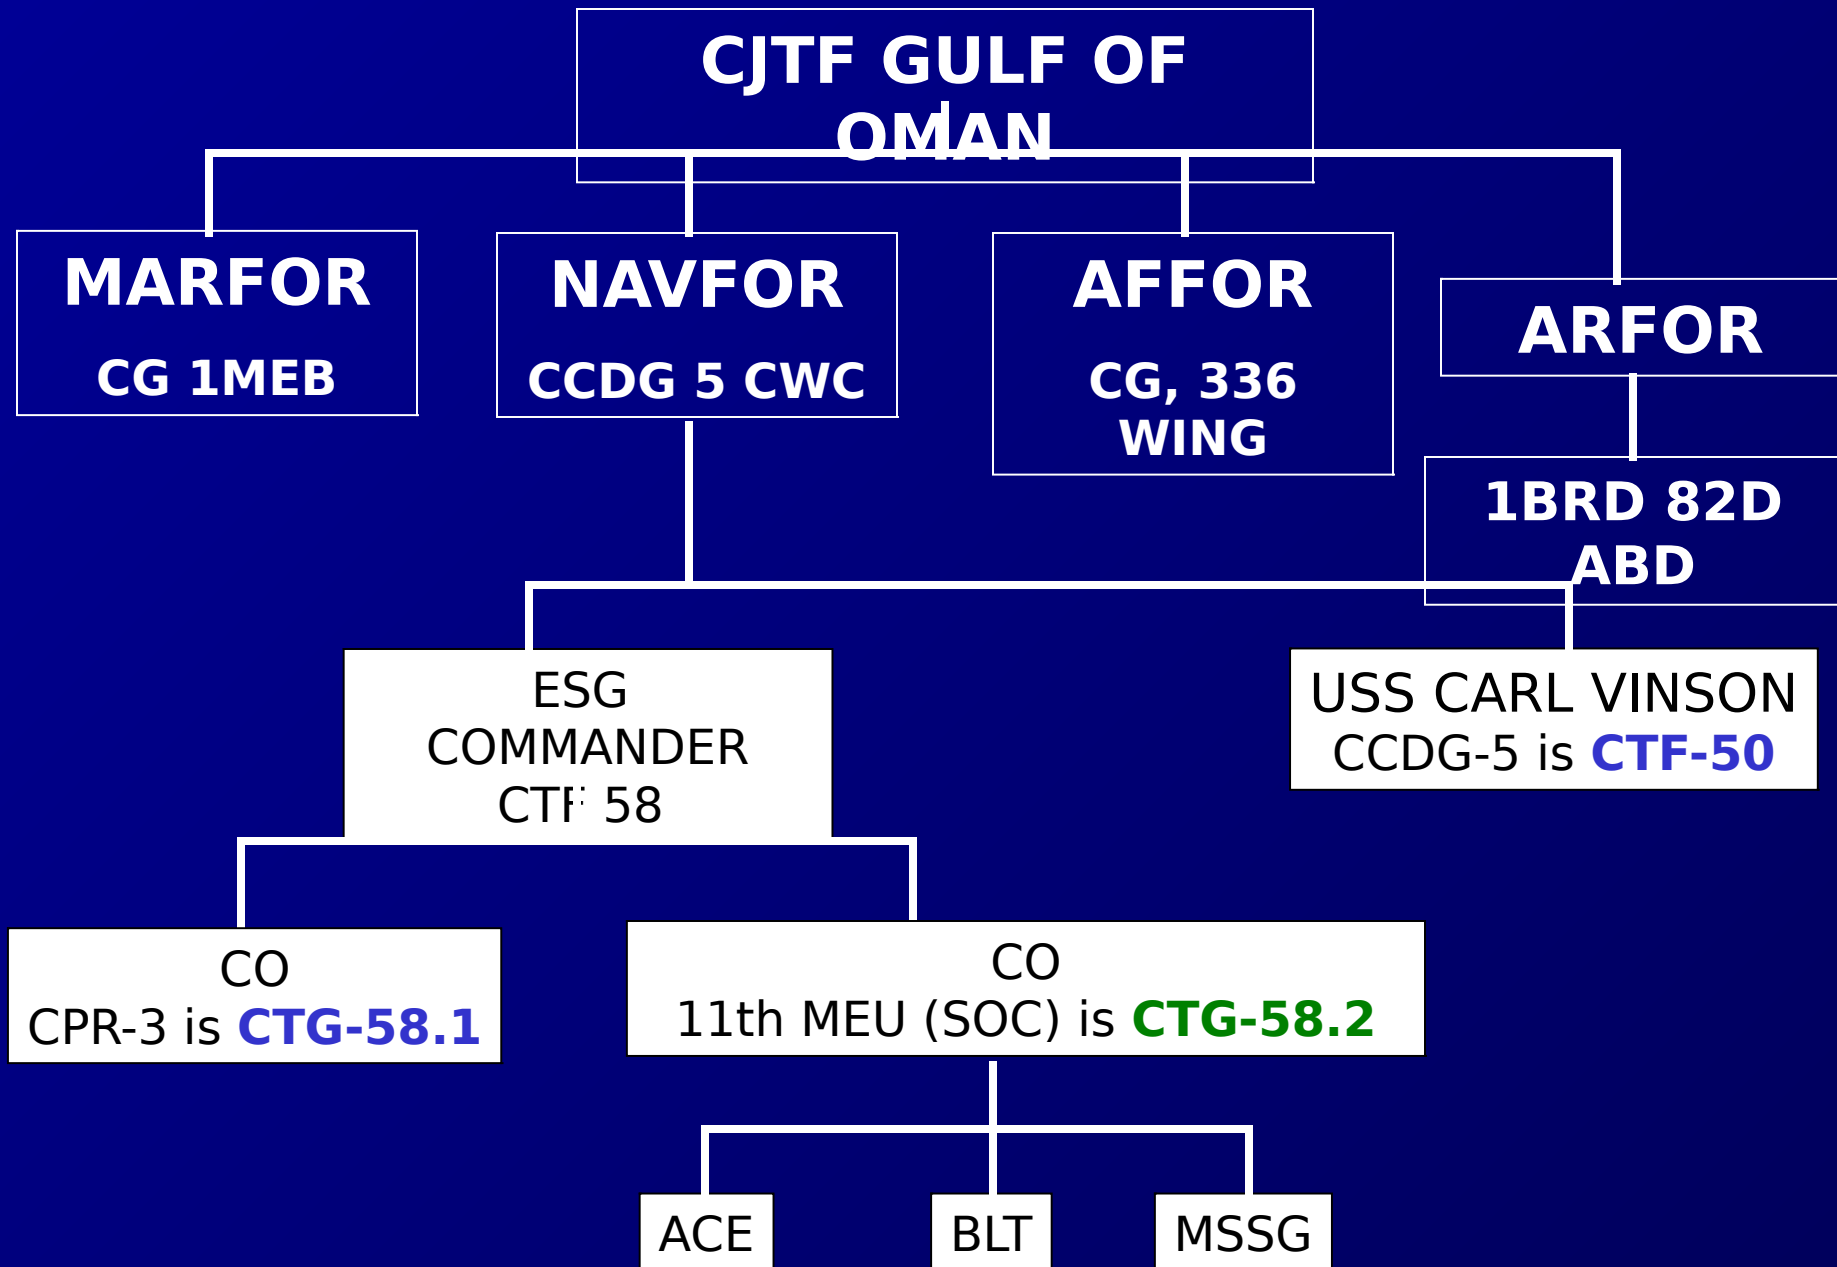 CJTF GULF OF
OMAN
MARFOR
CG 1MEB
NAVFOR
CCDG 5 CWC
AFFOR
CG, 336
WING
ARFOR
1BRD 82D
ABD
ESG
COMMANDER
CTF 58
USS CARL VINSON
CCDG-5 is CTF-50
CO
CPR-3 is CTG-58.1
CO
11th MEU (SOC) is CTG-58.2
ACE
BLT
MSSG